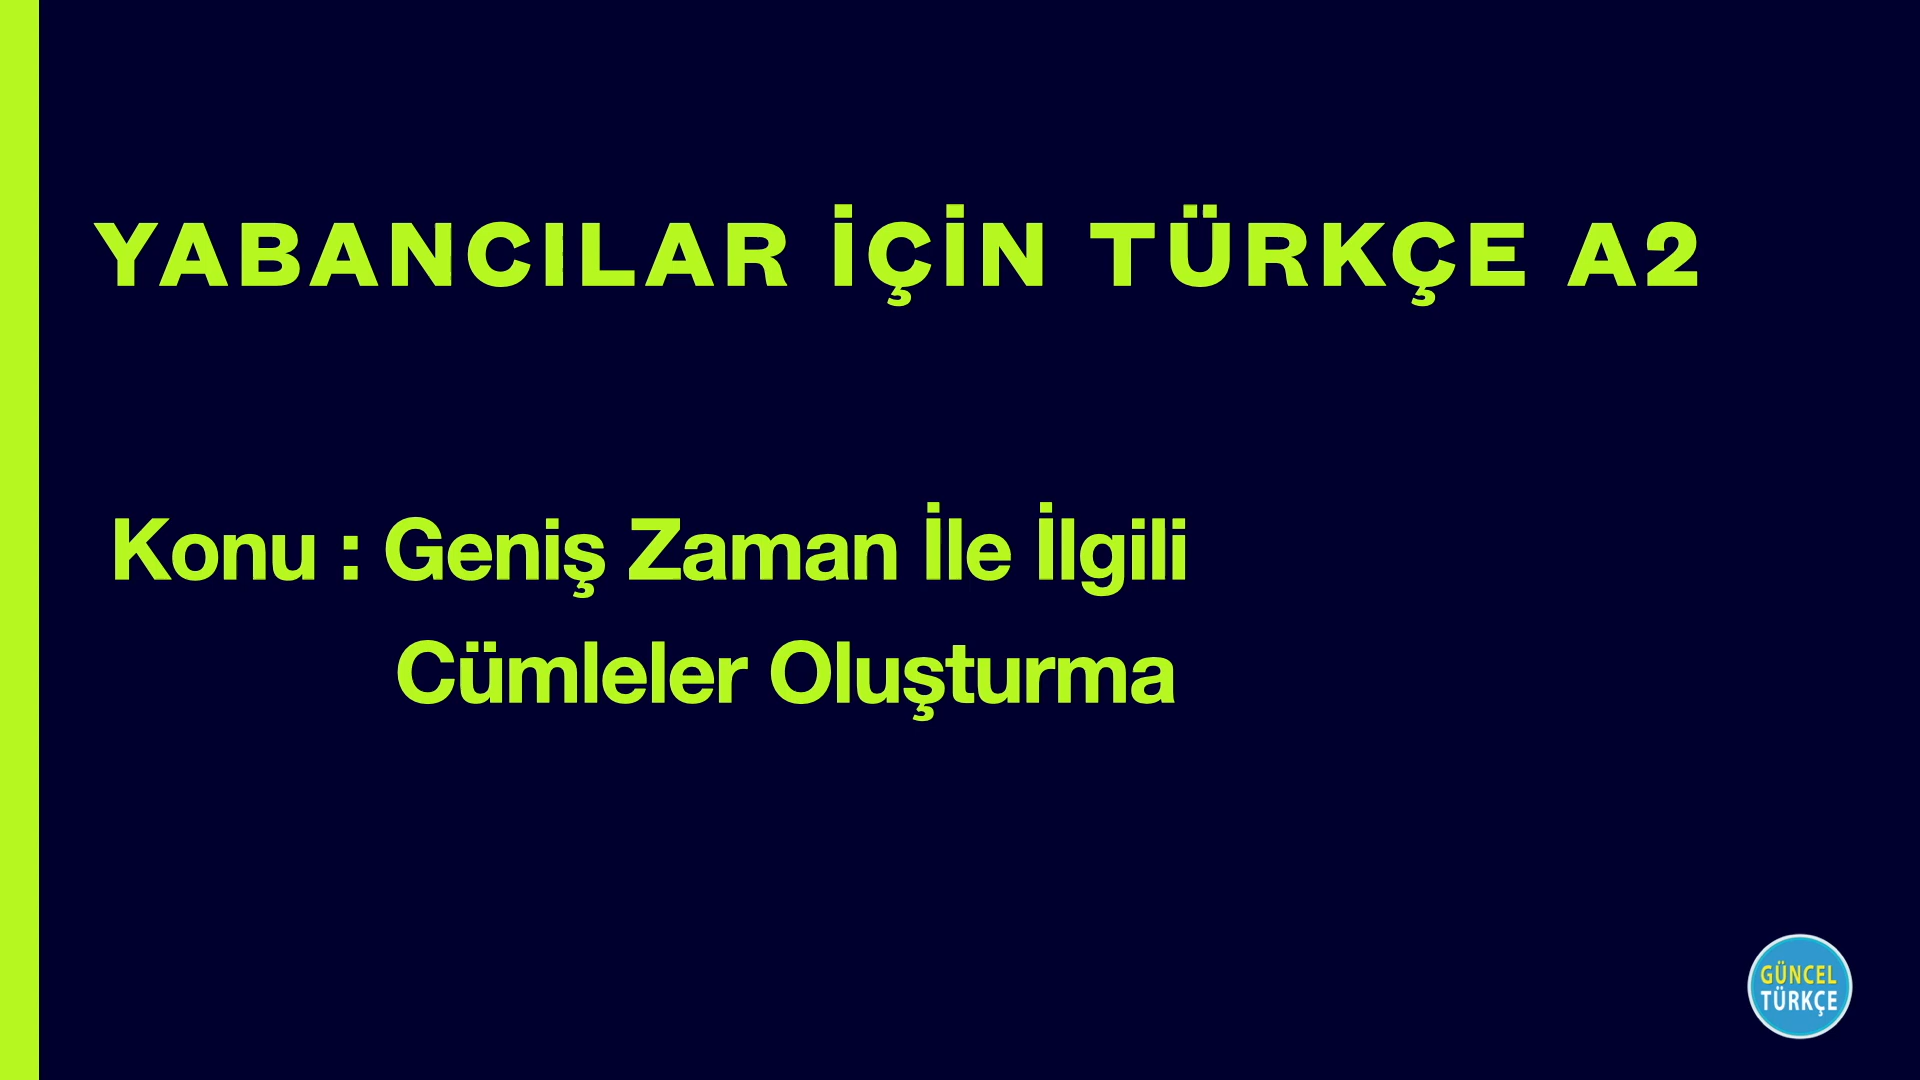 YABANCILAR İÇİN TÜRKÇE A2
Konu : Geniş Zaman İle İlgili
Cümleler Oluşturma
GÜNCEL
TÜRKÇE